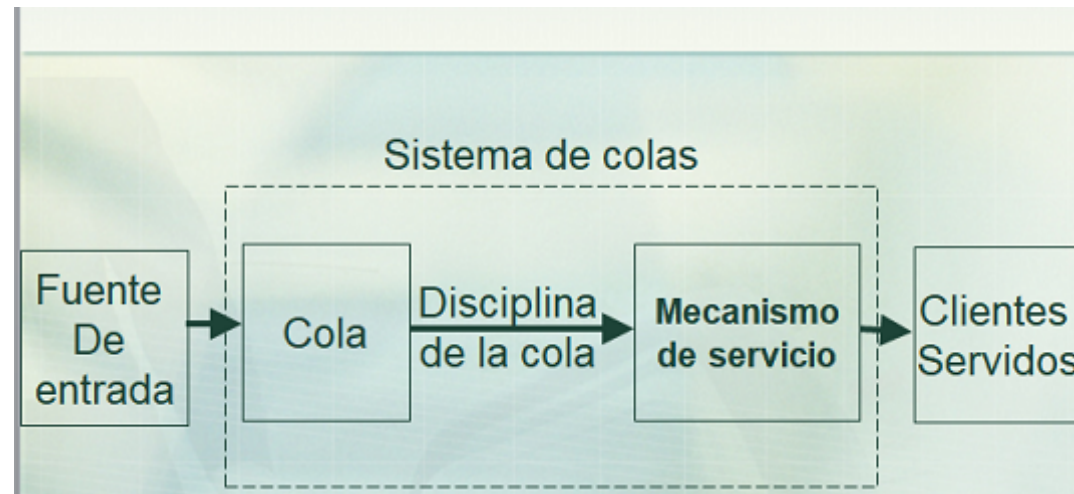 Sistema de colas
Fuente
De
entrada
Cola
Disciplina
de la cola
Mecanismo
de servicio
Clientes
Servidos